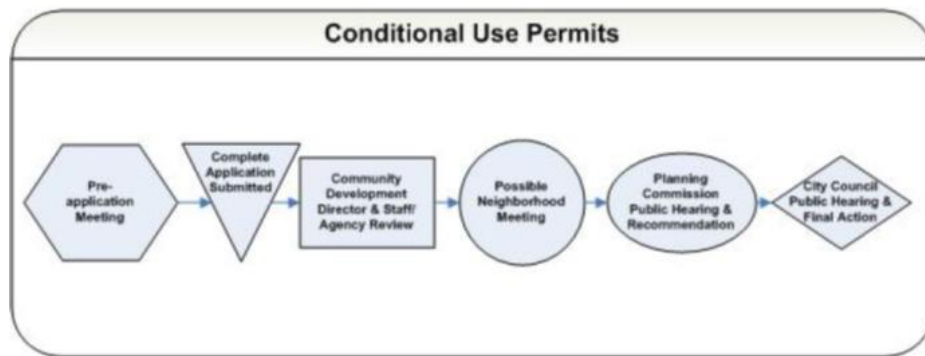 Conditional Use Permits
Pre-
application
Meeting
Complete
Application
Submitted
Community
Development
Director & Staff/
Agency Review
Possible
Neighborhood
Meeting
Planning
Commission
Public Hearing &
Recommendation
City Council
Public Hearing &
Final Action